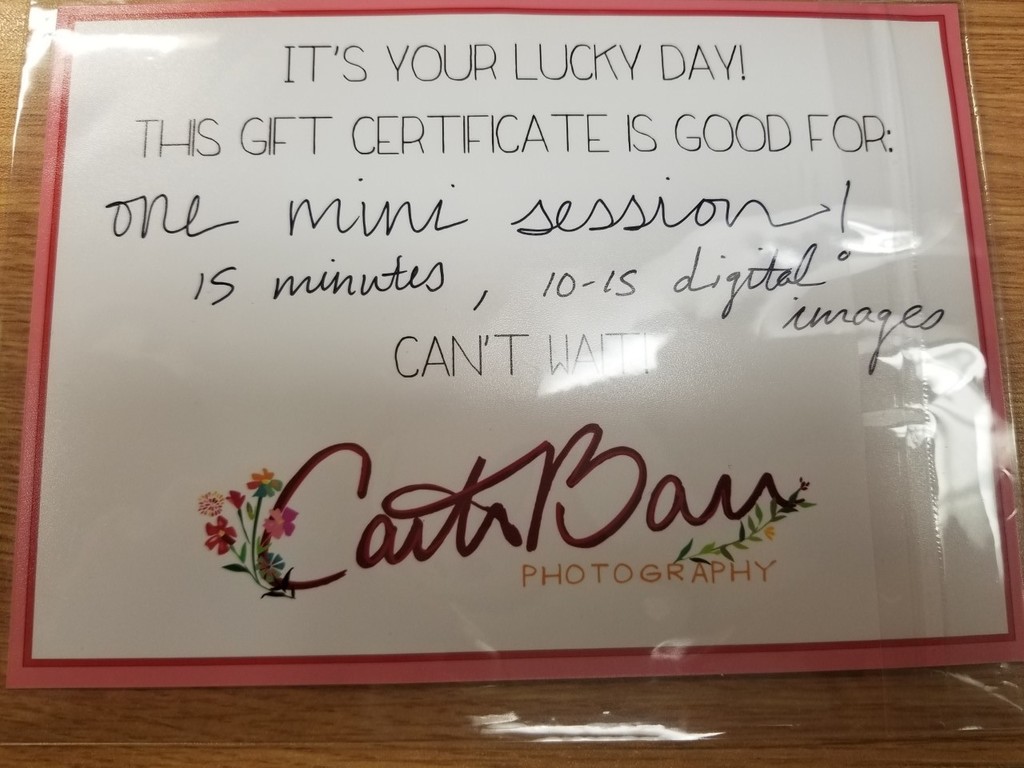 IT'S YOUR LUCKY DAY!
THIS GIFT CERTIFICATE IS GOOD FOR:
one mini session!
15 minutes, 10-15 digital
images
CAN'T WAIT!
Barr
PHOTOGRAPHY